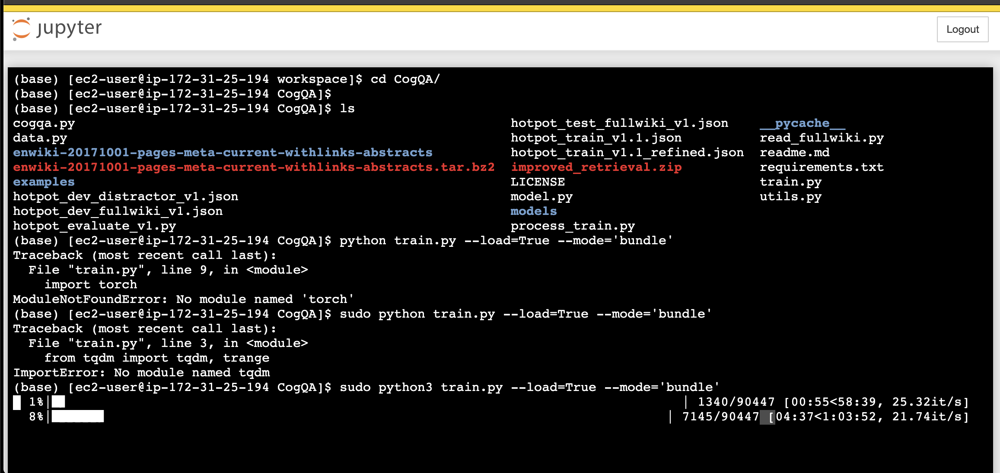 jupyter
Logout
(base) [ec2-user@ip-172-31-25-194 workspace]$ cd CogQA/
(base) [ec2-user@ip-172-31-25-194 CogQA]$
(base) [ec2-user@ip-172-31-25-194 CogQA]$ ls
cogqa.py hotpot_test_fullwiki_v1.json __pycache__
data.py hotpot_train_v1.1.json read_fullwiki.py
enwiki-20171001-pages-meta-current-withlinks-abstracts hotpot_train_v1.1_refined.json readme.md
enwiki-20171001-pages-meta-current-withlinks-abstracts.tar.bz2 improved_retrieval.zip requirements.txt
examples LICENSE train.py
hotpot_dev_distractor_v1.json model.py utils.py
hotpot_dev_fullwiki_v1.json models
hotpot_evaluate_v1.py process_train.py
(base) [ec2-user@ip-172-31-25-194 CogQA]$ python train.py --load=True --mode='bundle'
Traceback (most recent call last):
  File "train.py", line 9, in <module>
    import torch
ModuleNotFoundError: No module named 'torch'
(base) [ec2-user@ip-172-31-25-194 CogQA]$ sudo python train.py --load=True --mode='bundle'
Traceback (most recent call last):
  File "train.py", line 3, in <module>
    from tqdm import tqdm, trange
ImportError: No module named tqdm
(base) [ec2-user@ip-172-31-25-194 CogQA]$ sudo python3 train.py --load=True --mode='bundle'
1%| | 1340/90447 [00:55<58:39, 25.32it/s]
8%| | 7145/90447 [04:37<1:03:52, 21.74it/s]